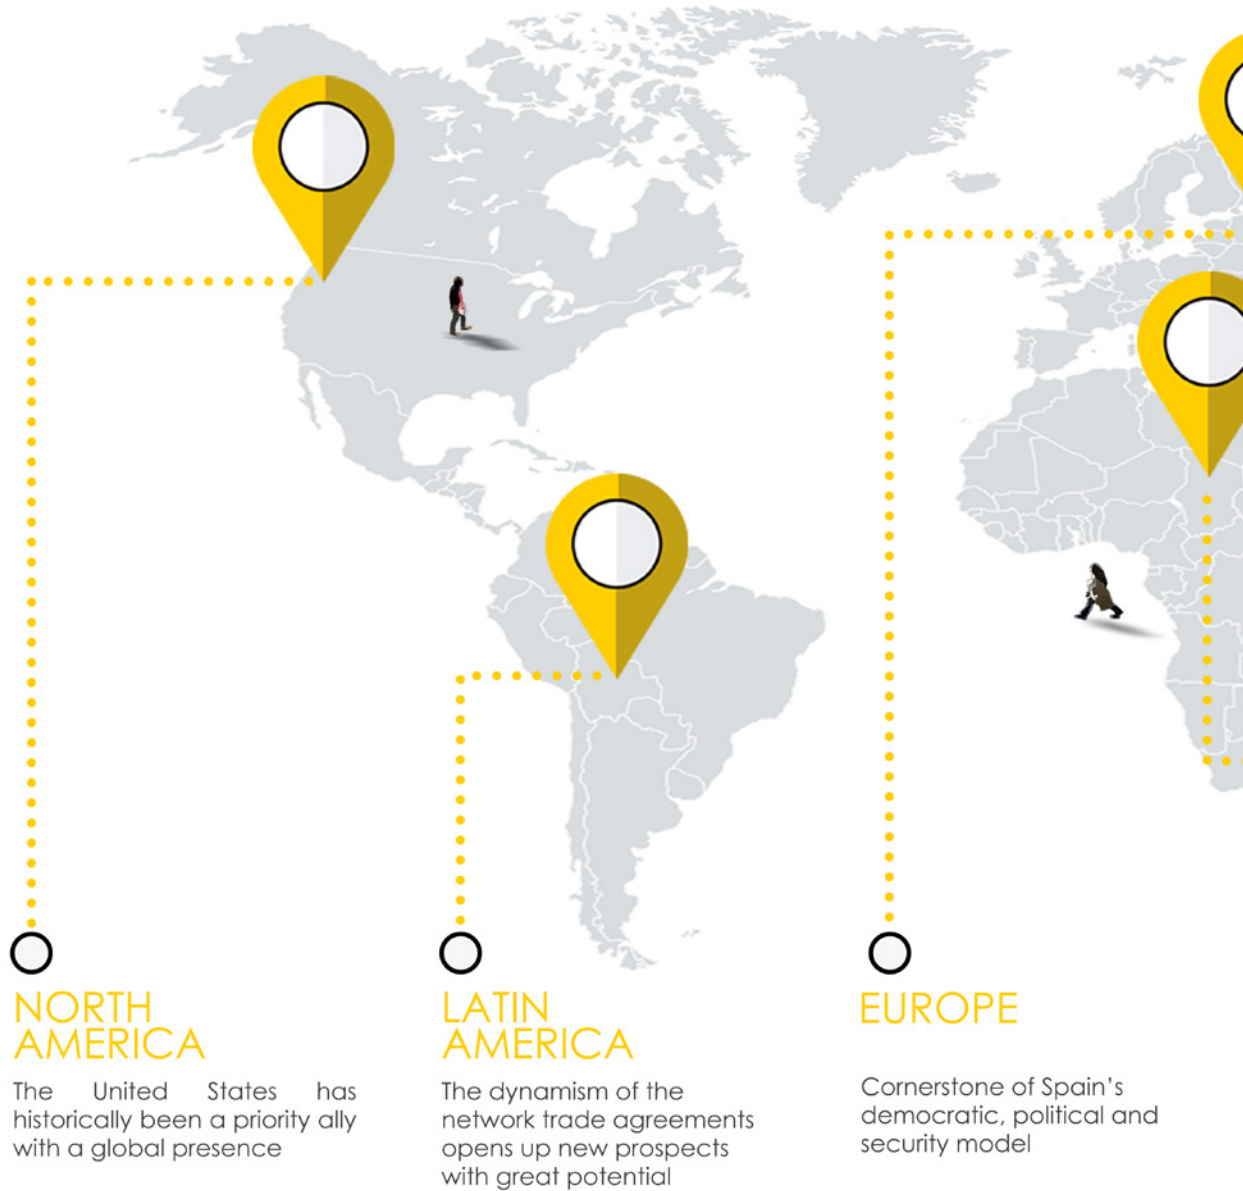 NORTH
AMERICA
The United States has
historically been a priority ally
with a global presence
LATIN
AMERICA
The dynamism of the
network trade agreements
opens up new prospects
with great potential
EUROPE
Cornerstone of Spain's
democratic, political and
security model